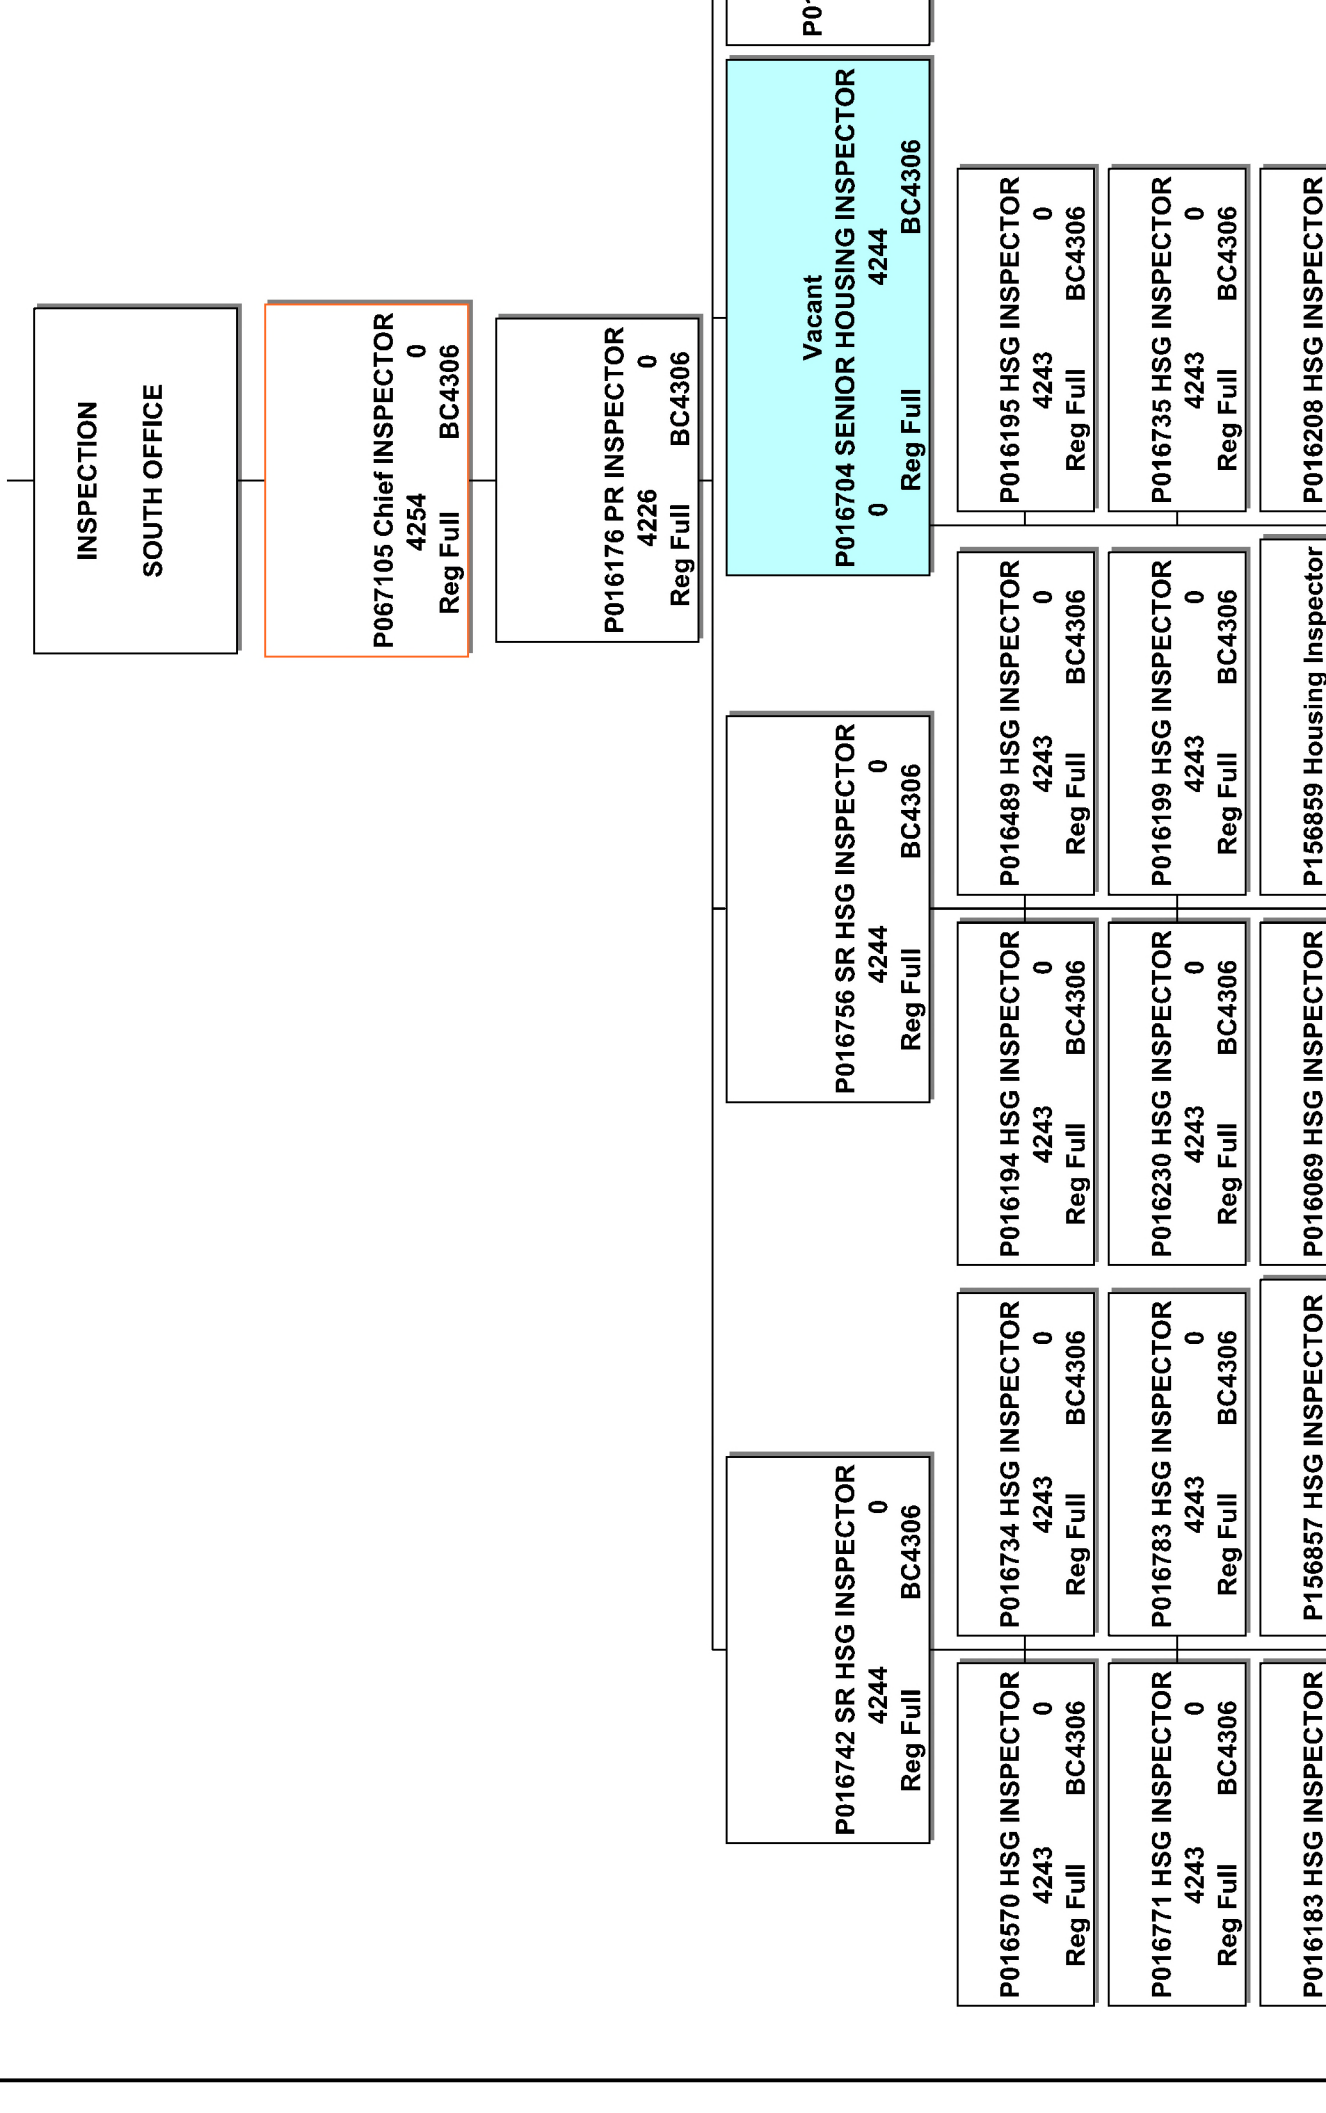 INSPECTION
SOUTH OFFICE
P067105 Chief INSPECTOR
4254 0
Reg Full BC4306
P016176 PR INSPECTOR
4226 0
Reg Full BC4306
P016742 SR HSG INSPECTOR
4244 0
Reg Full BC4306
P016756 SR HSG INSPECTOR
4244 0
Reg Full BC4306
Vacant
P016704 SENIOR HOUSING INSPECTOR
0 4244
Reg Full BC4306
P01
P016570 HSG INSPECTOR
4243 0
Reg Full BC4306
P016734 HSG INSPECTOR
4243 0
Reg Full BC4306
P016194 HSG INSPECTOR
4243 0
Reg Full BC4306
P016489 HSG INSPECTOR
4243 0
Reg Full BC4306
P016195 HSG INSPECTOR
4243 0
Reg Full BC4306
P016771 HSG INSPECTOR
4243 0
Reg Full BC4306
P016783 HSG INSPECTOR
4243 0
Reg Full BC4306
P016230 HSG INSPECTOR
4243 0
Reg Full BC4306
P016199 HSG INSPECTOR
4243 0
Reg Full BC4306
P016735 HSG INSPECTOR
4243 0
Reg Full BC4306
P016183 HSG INSPECTOR
P156857 HSG INSPECTOR
P016069 HSG INSPECTOR
P156859 Housing Inspector
P016208 HSG INSPECTOR